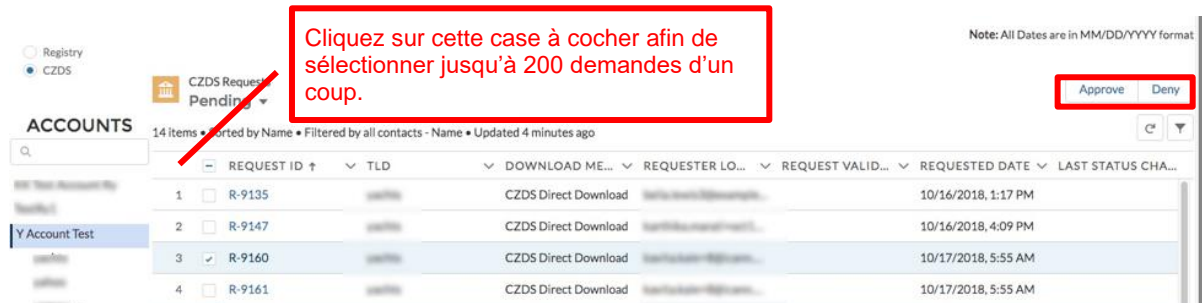 Cliquez sur cette case à cocher afin de
sélectionner jusqu'à 200 demandes d'un
coup.
Note: All Dates are in MM/DD/YYYY format
Registry
CZDS
CZDS Requests
Pending
Approve Deny
ACCOUNTS
14 items • Sorted by Name • Filtered by all contacts - Name • Updated 4 minutes ago
REQUEST ID ↑ TLD DOWNLOAD ME... REQUESTER LO... REQUEST VALID... REQUESTED DATE LAST STATUS CHA...
1 R-9135 CZDS Direct Download 10/16/2018, 1:17 PM
2 R-9147 CZDS Direct Download 10/16/2018, 4:09 PM
Y Account Test
3 R-9160 CZDS Direct Download 10/17/2018, 5:55 AM
4 R-9161 CZDS Direct Download 10/17/2018, 5:55 AM